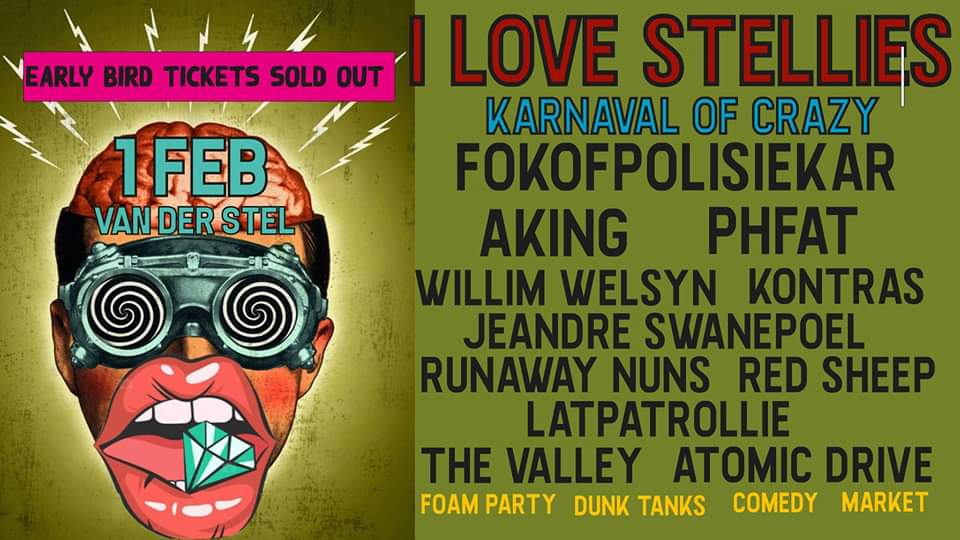 EARLY BIRD TICKETS SOLD OUT
1 FEB
VAN DER STEL
I LOVE STELLIES
KARNAVAL OF CRAZY
FOKOFPOLISIEKAR
AKING PHFAT
WILLIM WELSYN KONTRAS
JEANDRE SWANEPOEL
RUNAWAY NUNS RED SHEEP
LATPATROLLIE
THE VALLEY ATOMIC DRIVE
FOAM PARTY DUNK TANKS COMEDY MARKET